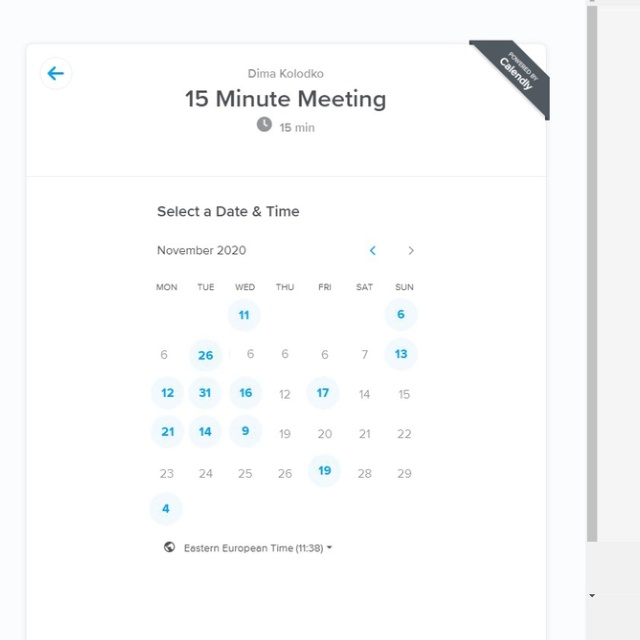 POWERED BY
Calendly
Dima Kolodko
15 Minute Meeting
15 min
Select a Date & Time
November 2020
MON TUE WED THU FRI SAT SUN
11 6
6 26 6 6 6 7 13
12 31 16 12 17 14 15
21 14 9 19 20 21 22
23 24 25 26 19 28 29
4
Eastern European Time (11:38)